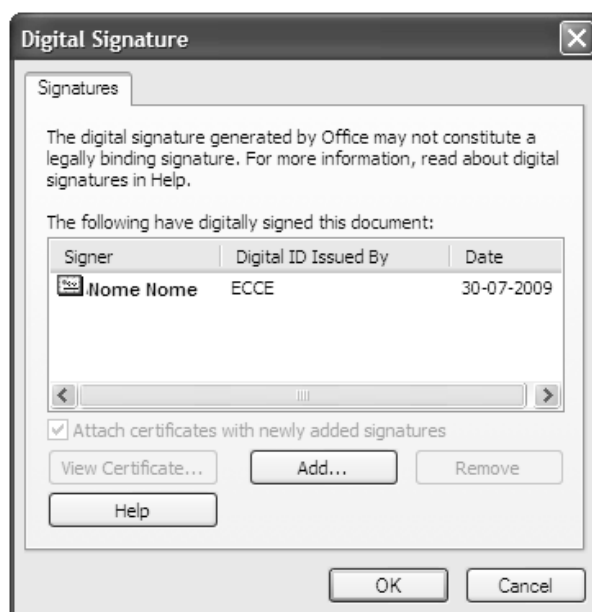 Digital Signature
Signatures
The digital signature generated by Office may not constitute a
legally binding signature. For more information, read about digital
signatures in Help.
The following have digitally signed this document:
Signer Digital ID Issued By Date
Nome Nome ECCE 30-07-2009
Attach certificates with newly added signatures
View Certificate... Add... Remove
Help
OK Cancel